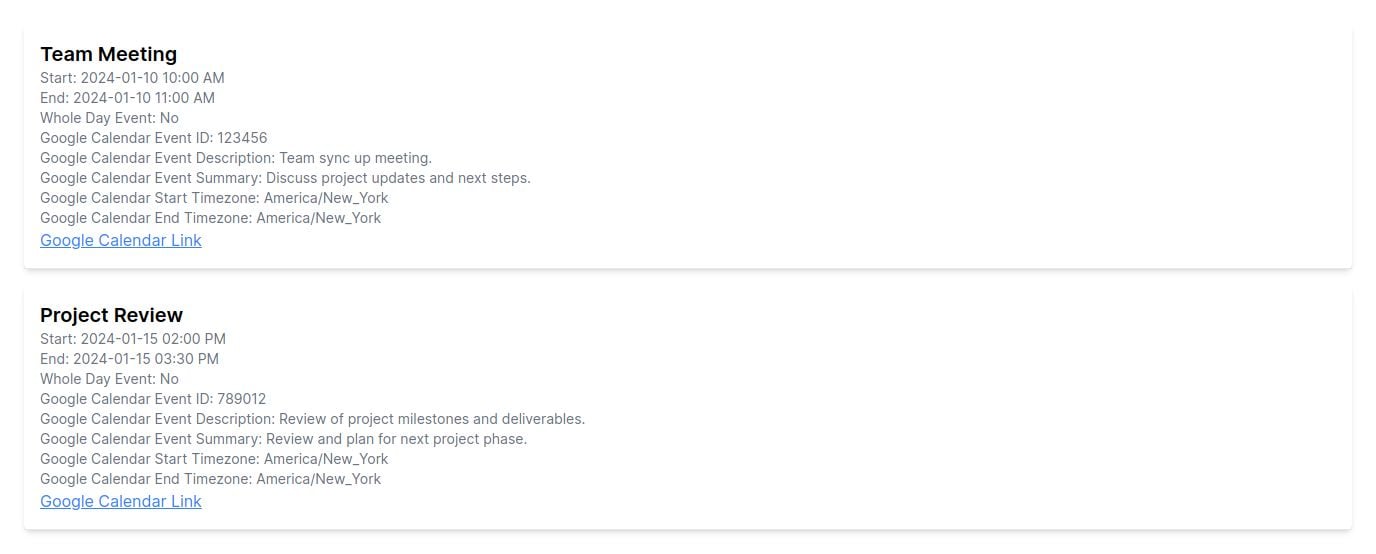 Team Meeting
Start: 2024-01-10 10:00 AM
End: 2024-01-10 11:00 AM
Whole Day Event: No
Google Calendar Event ID: 123456
Google Calendar Event Description: Team sync up meeting.
Google Calendar Event Summary: Discuss project updates and next steps.
Google Calendar Start Timezone: America/New_York
Google Calendar End Timezone: America/New_York
Google Calendar Link
Project Review
Start: 2024-01-15 02:00 PM
End: 2024-01-15 03:30 PM
Whole Day Event: No
Google Calendar Event ID: 789012
Google Calendar Event Description: Review of project milestones and deliverables.
Google Calendar Event Summary: Review and plan for next project phase.
Google Calendar Start Timezone: America/New_York
Google Calendar End Timezone: America/New_York
Google Calendar Link